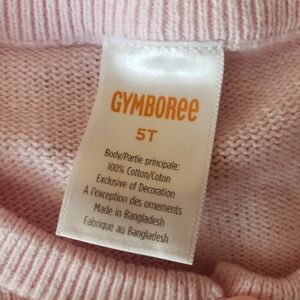 GYMBOREE
5T
Body/Partie principale:
100% Cotton/Coton
Exclusive of Decoration
A l'exception des ornements
Made in Bangladesh
Fabrique au Bangladesh